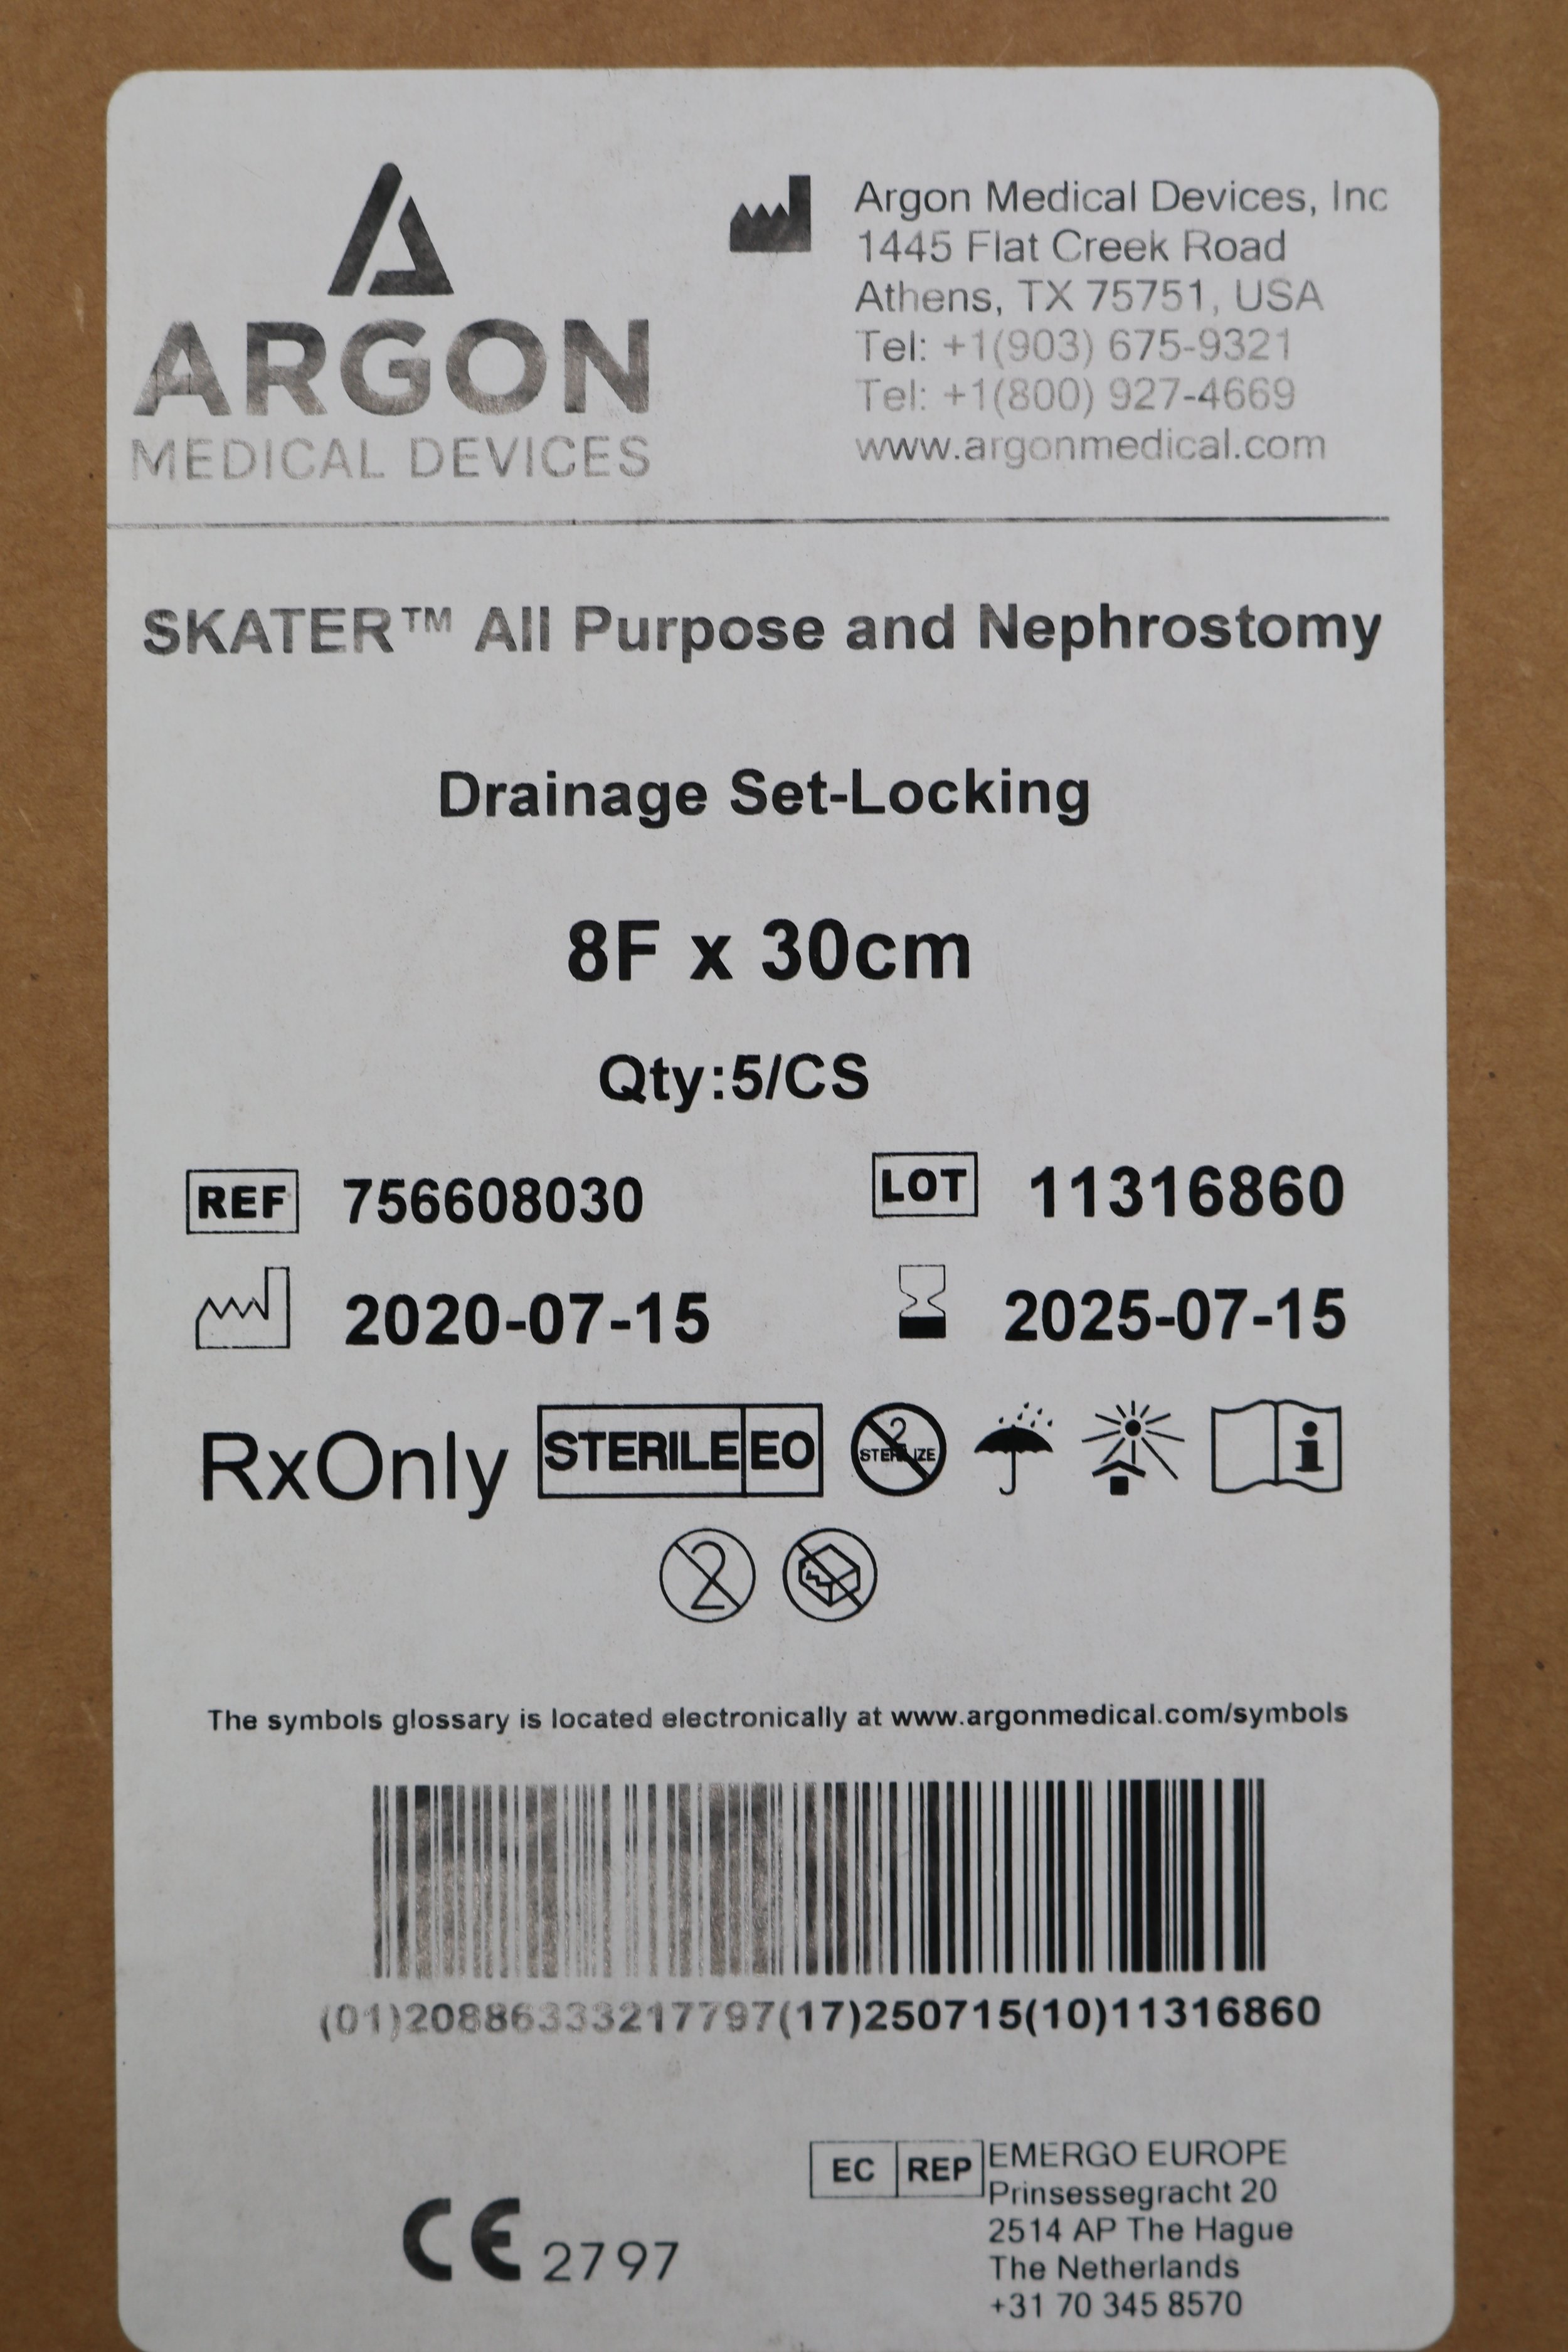 ARGON
MEDICAL DEVICES
Argon Medical Devices, Inc
1445 Flat Creek Road
Athens, TX 75751, USA
Tel: +1(903) 675-9321
Tel: +1(800) 927-4669
www.argonmedical.com
SKATER™ All Purpose and Nephrostomy
Drainage Set-Locking
8F x 30cm
Qty:5/CS
REF 756608030
LOT 11316860
2020-07-15
2025-07-15
RxOnly STERILE EO 2 STERILIZE i
2
The symbols glossary is located electronically at www.argonmedical.com/symbols
(01)20886333217797(17)250715(10)11316860
CE 2797
EC REP EMERGO EUROPE
Prinsessegracht 20
2514 AP The Hague
The Netherlands
+31 70 345 8570